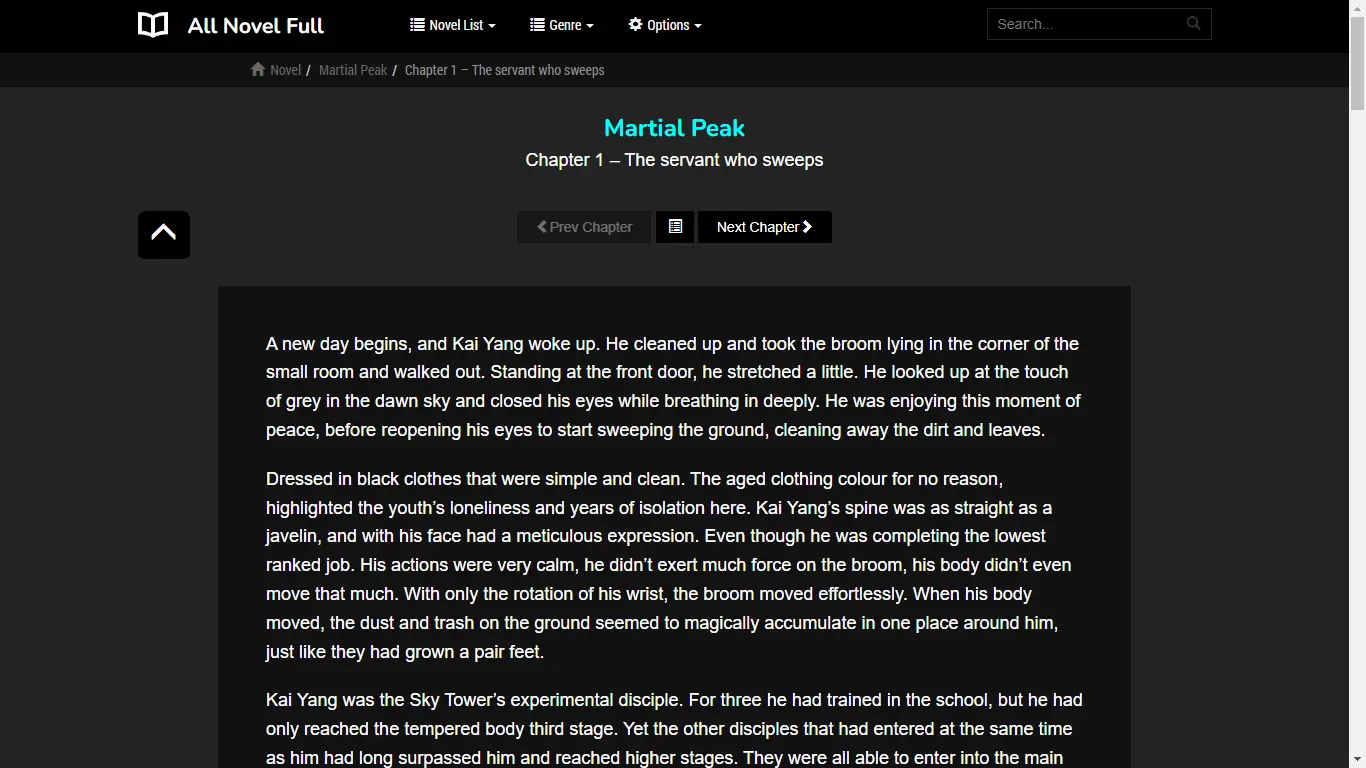 All Novel Full
Novel List
Genre
Options
Search...
Novel / Martial Peak / Chapter 1 – The servant who sweeps
Martial Peak
Chapter 1 – The servant who sweeps
Prev Chapter
Next Chapter
A new day begins, and Kai Yang woke up. He cleaned up and took the broom lying in the corner of the
small room and walked out. Standing at the front door, he stretched a little. He looked up at the touch
of grey in the dawn sky and closed his eyes while breathing in deeply. He was enjoying this moment of
peace, before reopening his eyes to start sweeping the ground, cleaning away the dirt and leaves.
Dressed in black clothes that were simple and clean. The aged clothing colour for no reason,
highlighted the youth’s loneliness and years of isolation here. Kai Yang’s spine was as straight as a
javelin, and with his face had a meticulous expression. Even though he was completing the lowest
ranked job. His actions were very calm, he didn’t exert much force on the broom, his body didn’t even
move that much. With only the rotation of his wrist, the broom moved effortlessly. When his body
moved, the dust and trash on the ground seemed to magically accumulate in one place around him,
just like they had grown a pair feet.
Kai Yang was the Sky Tower’s experimental disciple. For three he had trained in the school, but he had
only reached the tempered body third stage. Yet the other disciples that had entered at the same time
as him had long surpassed him and reached higher stages. They were all able to enter into the main